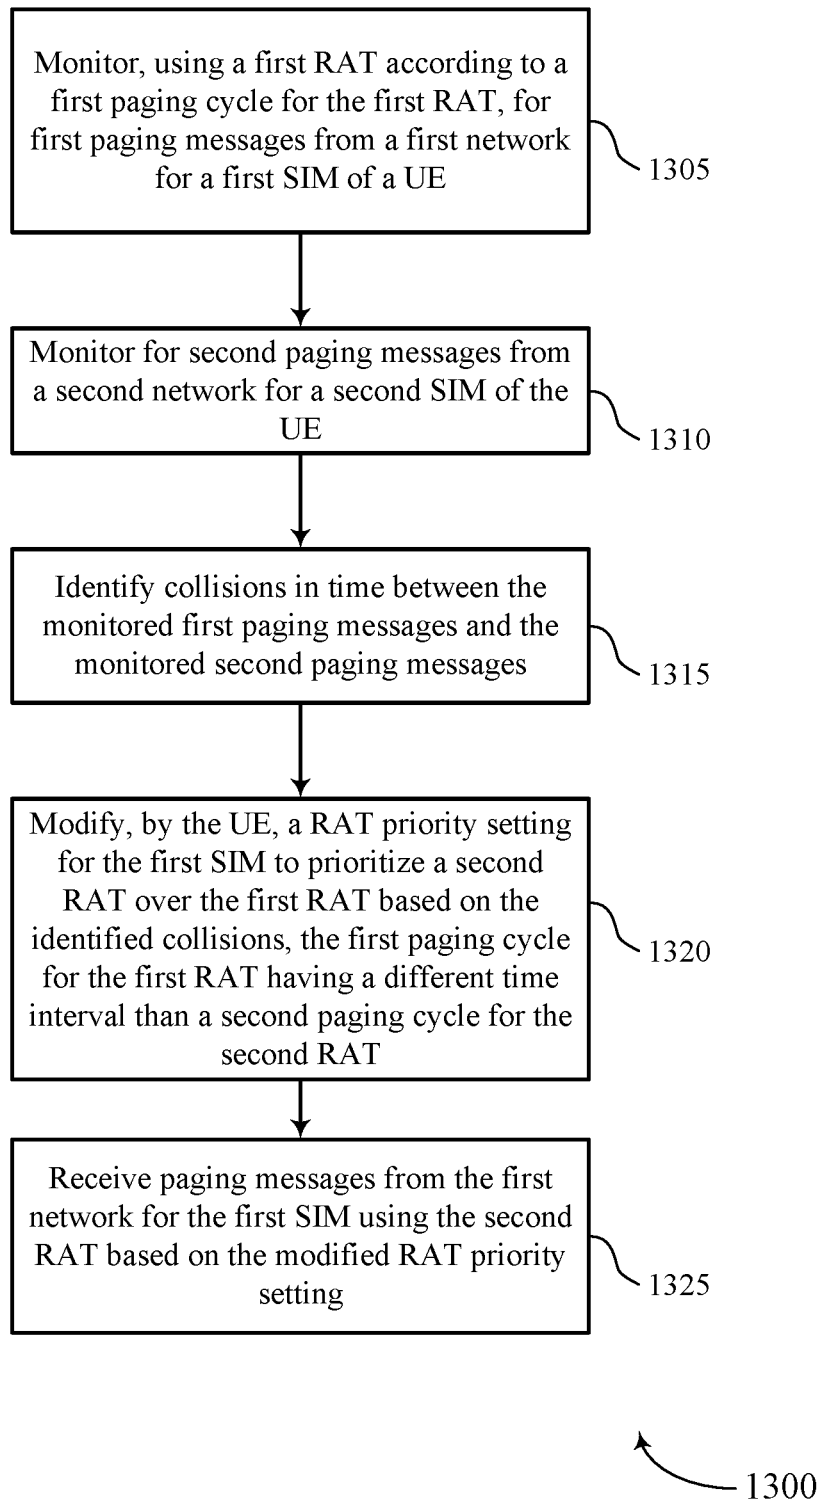 Monitor, using a first RAT according to a
first paging cycle for the first RAT, for
first paging messages from a first network
for a first SIM of a UE
1305
Monitor for second paging messages from
a second network for a second SIM of the
UE
1310
Identify collisions in time between the
monitored first paging messages and the
monitored second paging messages
1315
Modify, by the UE, a RAT priority setting
for the first SIM to prioritize a second
RAT over the first RAT based on the
identified collisions, the first paging cycle
for the first RAT having a different time
interval than a second paging cycle for the
second RAT
1320
Receive paging messages from the first
network for the first SIM using the second
RAT based on the modified RAT priority
setting
1325
1300